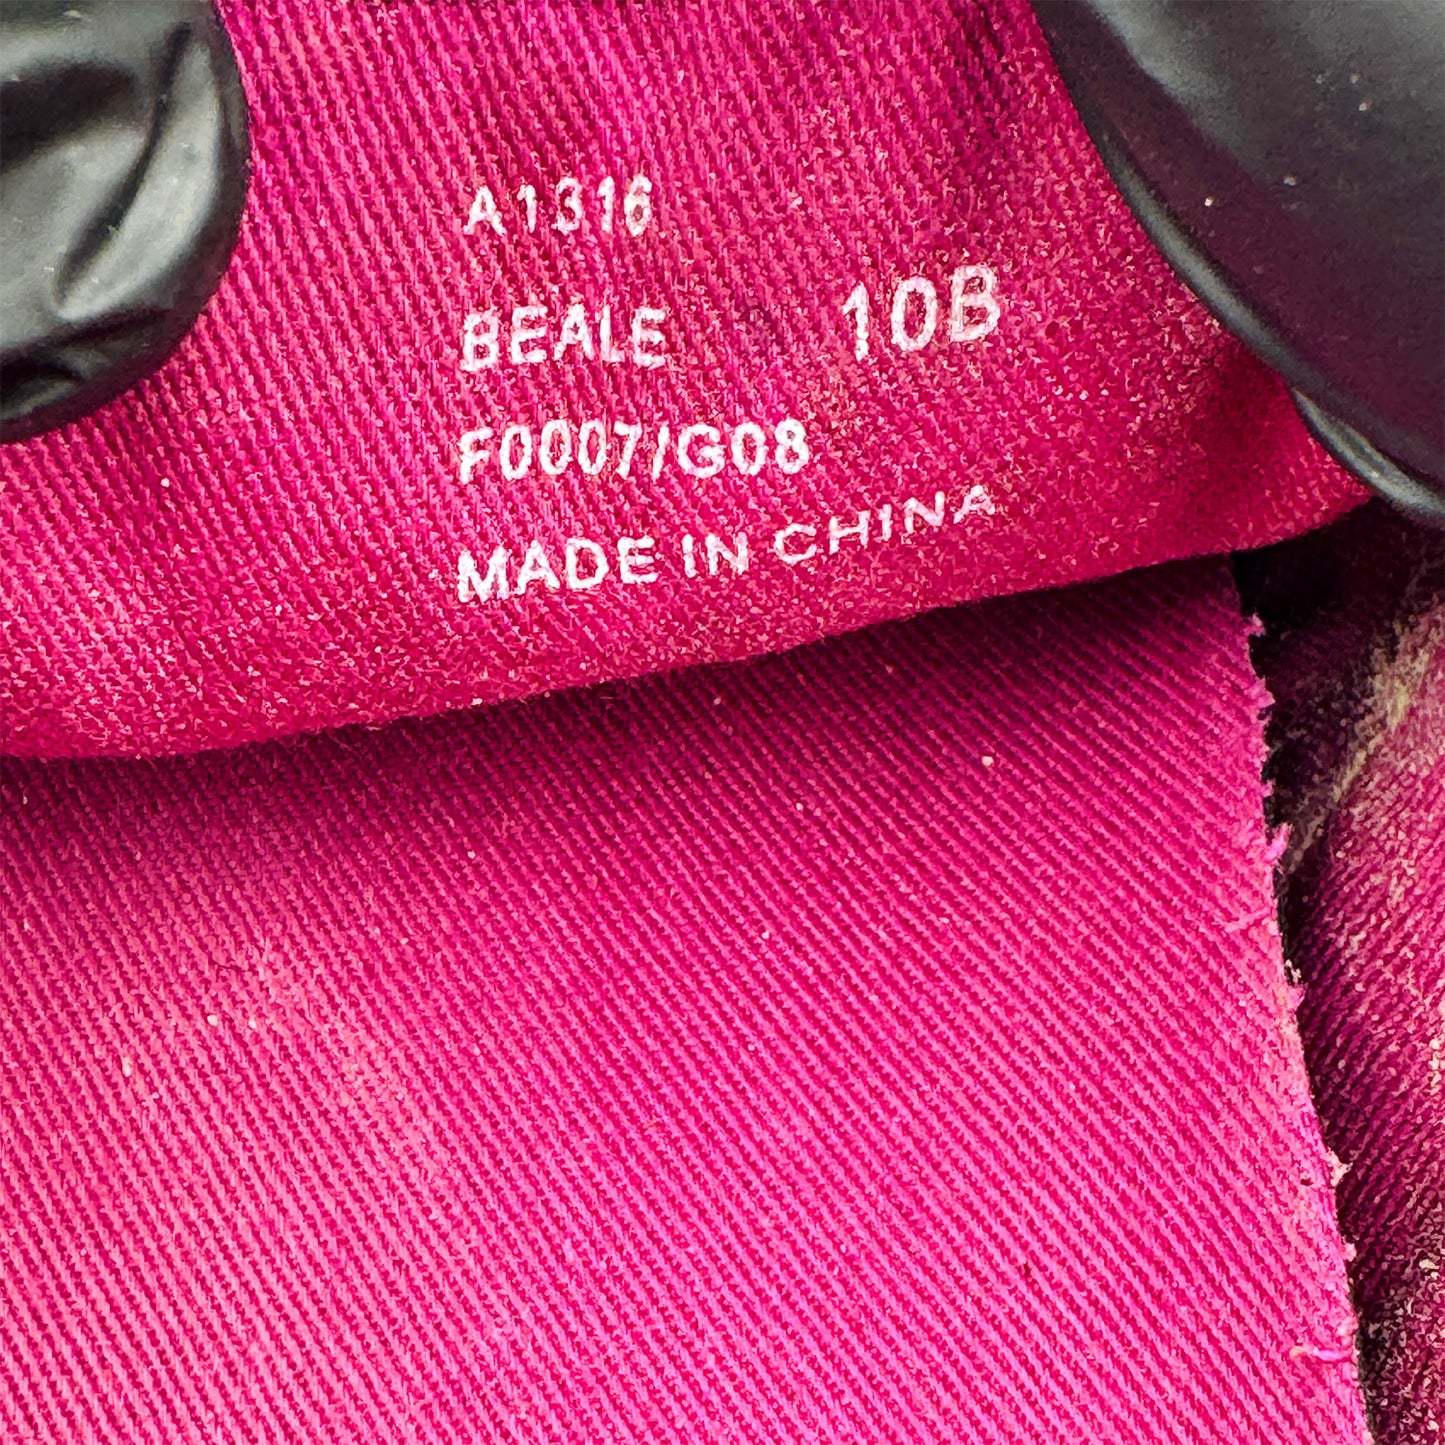 A1316
BEALE 10B
F0007/G08
MADE IN CHINA